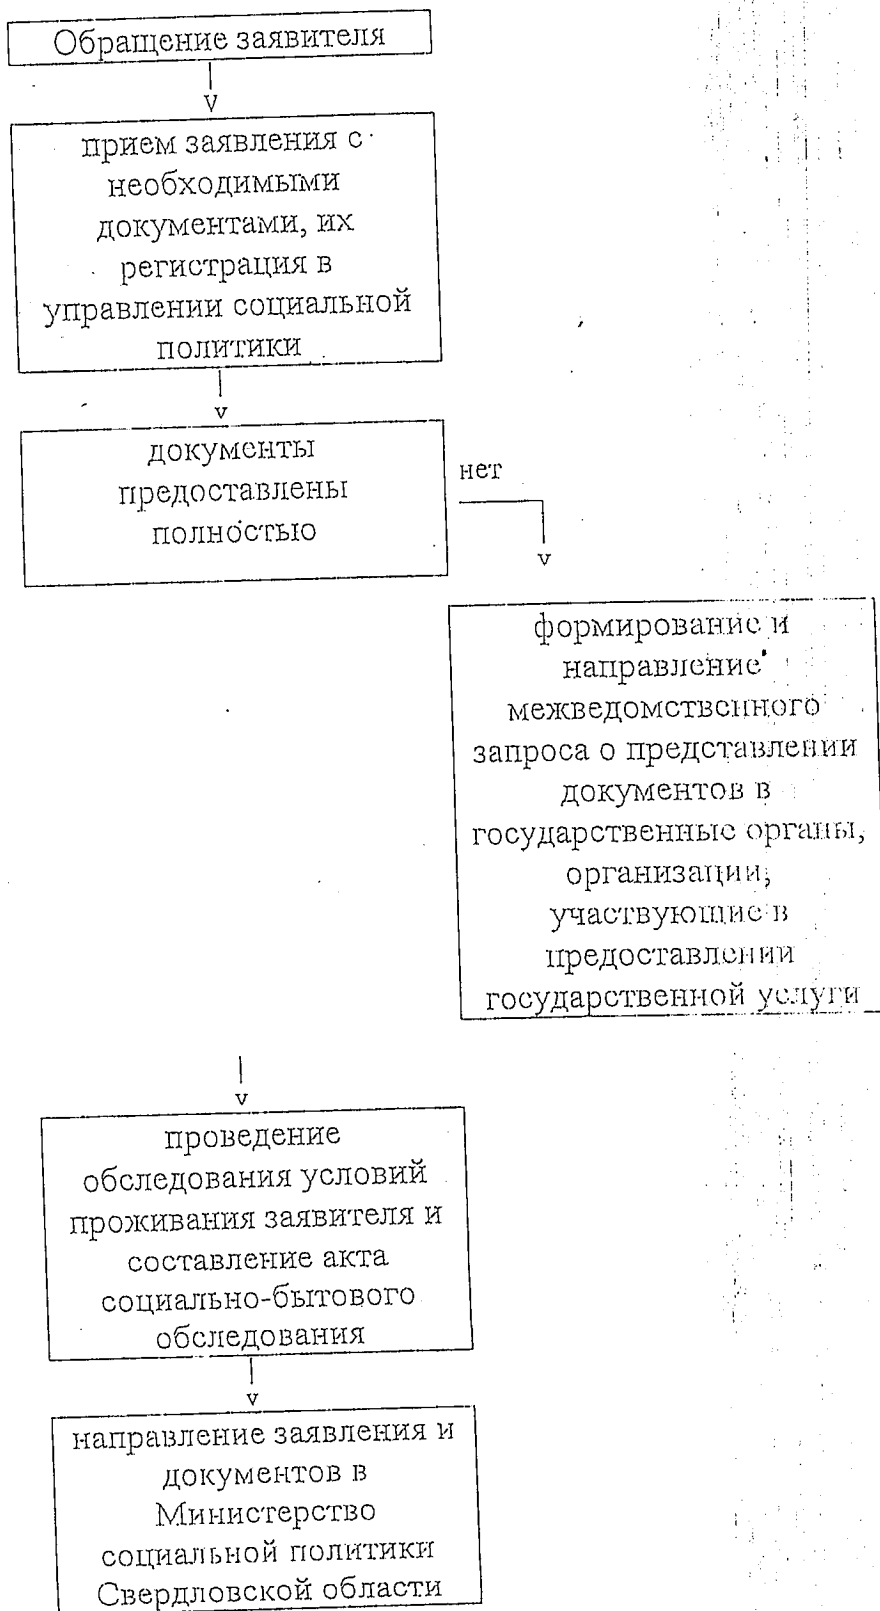 Обращение заявителя
v
прием заявления с
необходимыми
документами, их
регистрация в
управлении социальной
политики
v
документы
предоставлены
полностью
нет
v
формирование и
направление
межведомственного
запроса о представлении
документов в
государственные органы,
организации,
участвующие в
предоставлении
государственной услуги
v
проведение
обследования условий
проживания заявителя и
составление акта
социально-бытового
обследования
v
направление заявления и
документов в
Министерство
социальной политики
Свердловской области